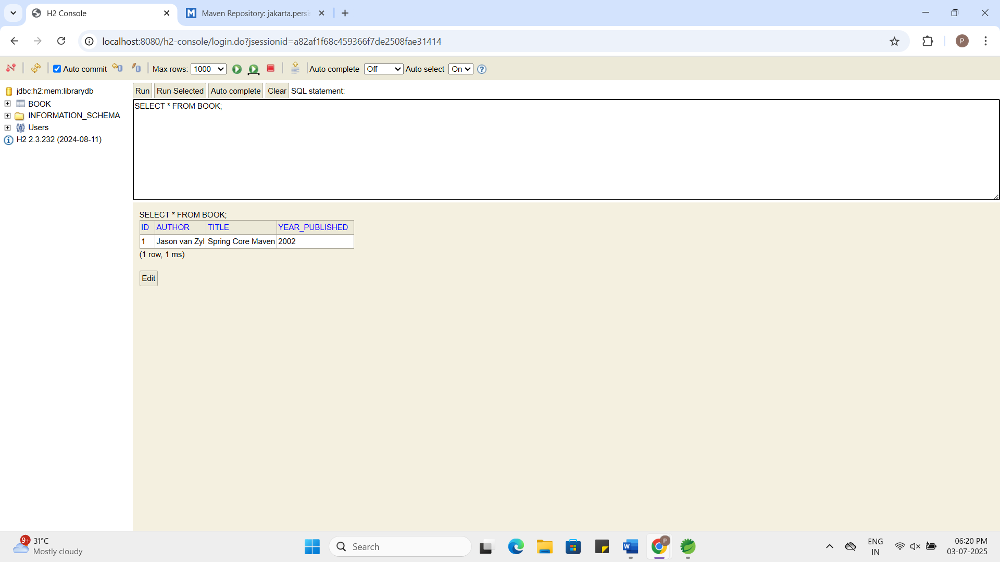 H2 Console
Maven Repository: jakarta.persi
localhost:8080/h2-console/login.do?jsessionid=a82af1f68c459366f7de2508fae31414
P
Auto commit
Max rows: 1000
Auto complete Off
Auto select On
jdbc:h2:mem:librarydb
BOOK
INFORMATION_SCHEMA
Users
H2 2.3.232 (2024-08-11)
Run
Run Selected
Auto complete
Clear
SQL statement:
SELECT * FROM BOOK;
SELECT * FROM BOOK;
ID AUTHOR TITLE YEAR_PUBLISHED
1 Jason van Zyl Spring Core Maven 2002
(1 row, 1 ms)
Edit
9+
31°C
Mostly cloudy
Search
P
ENG
IN
06:20 PM
03-07-2025